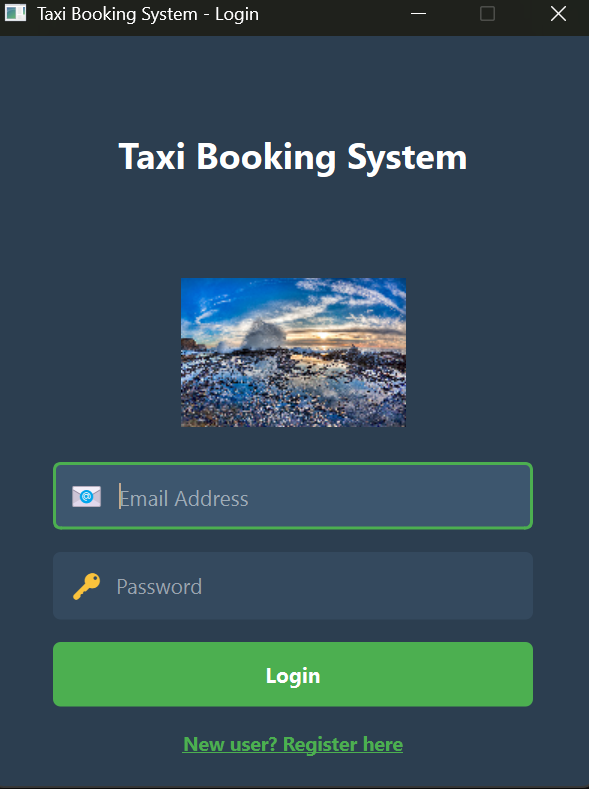 Taxi Booking System - Login
Taxi Booking System
Email Address
Password
Login
New user? Register here